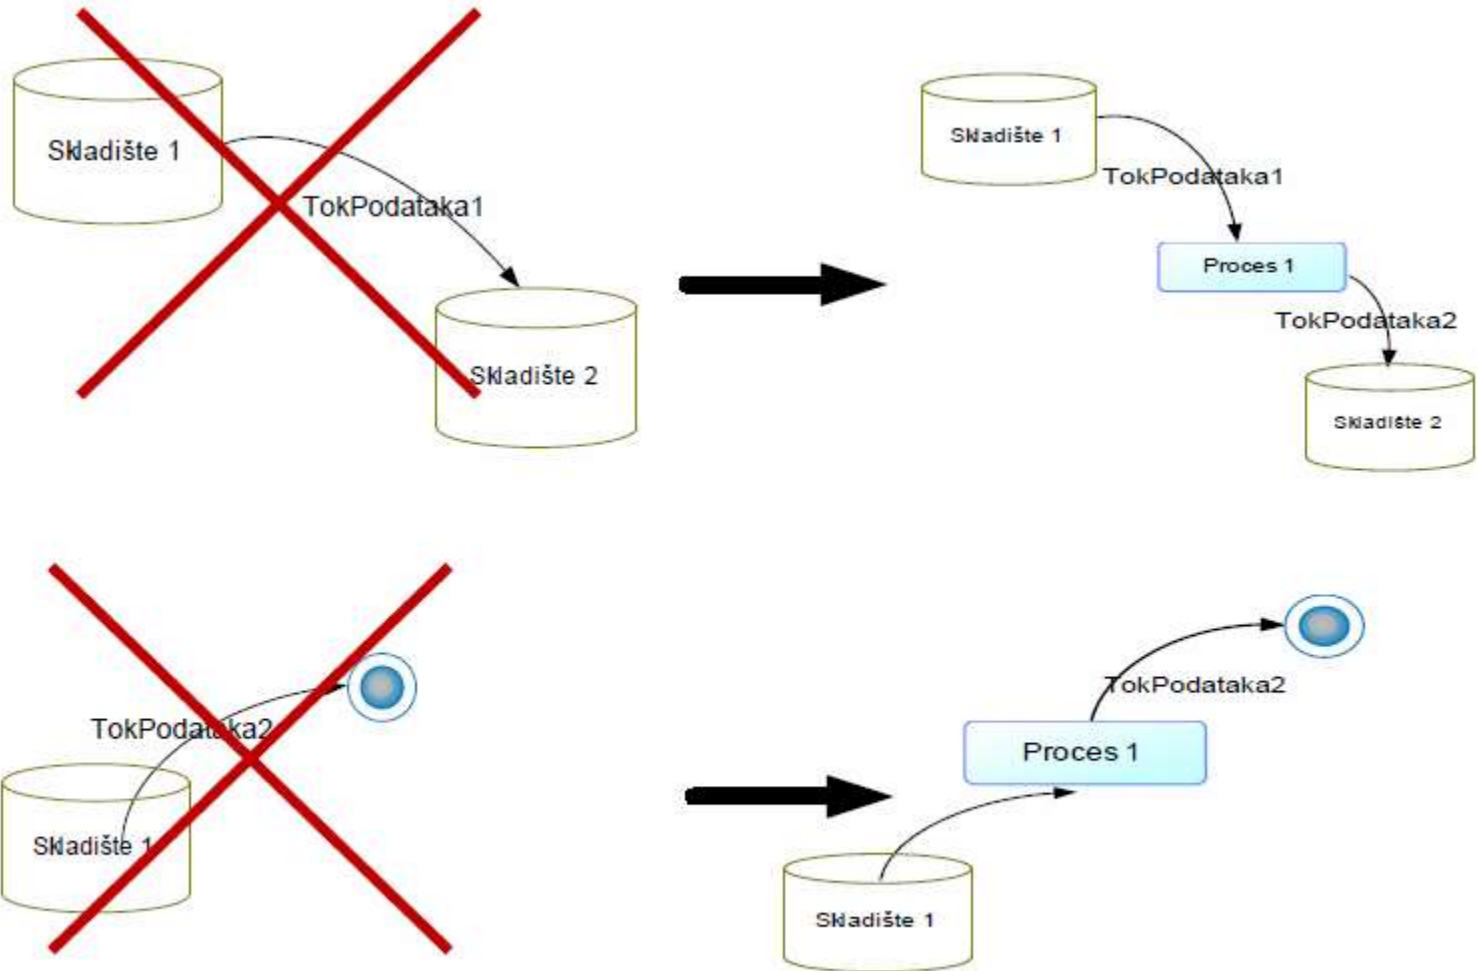 Skladište 1
TokPodataka1
Skladište 2
Skladište 1
TokPodataka1
Proces 1
TokPodataka2
Skladište 2
TokPodataka2
Skladište 1
TokPodataka2
Proces 1
Skladište 1